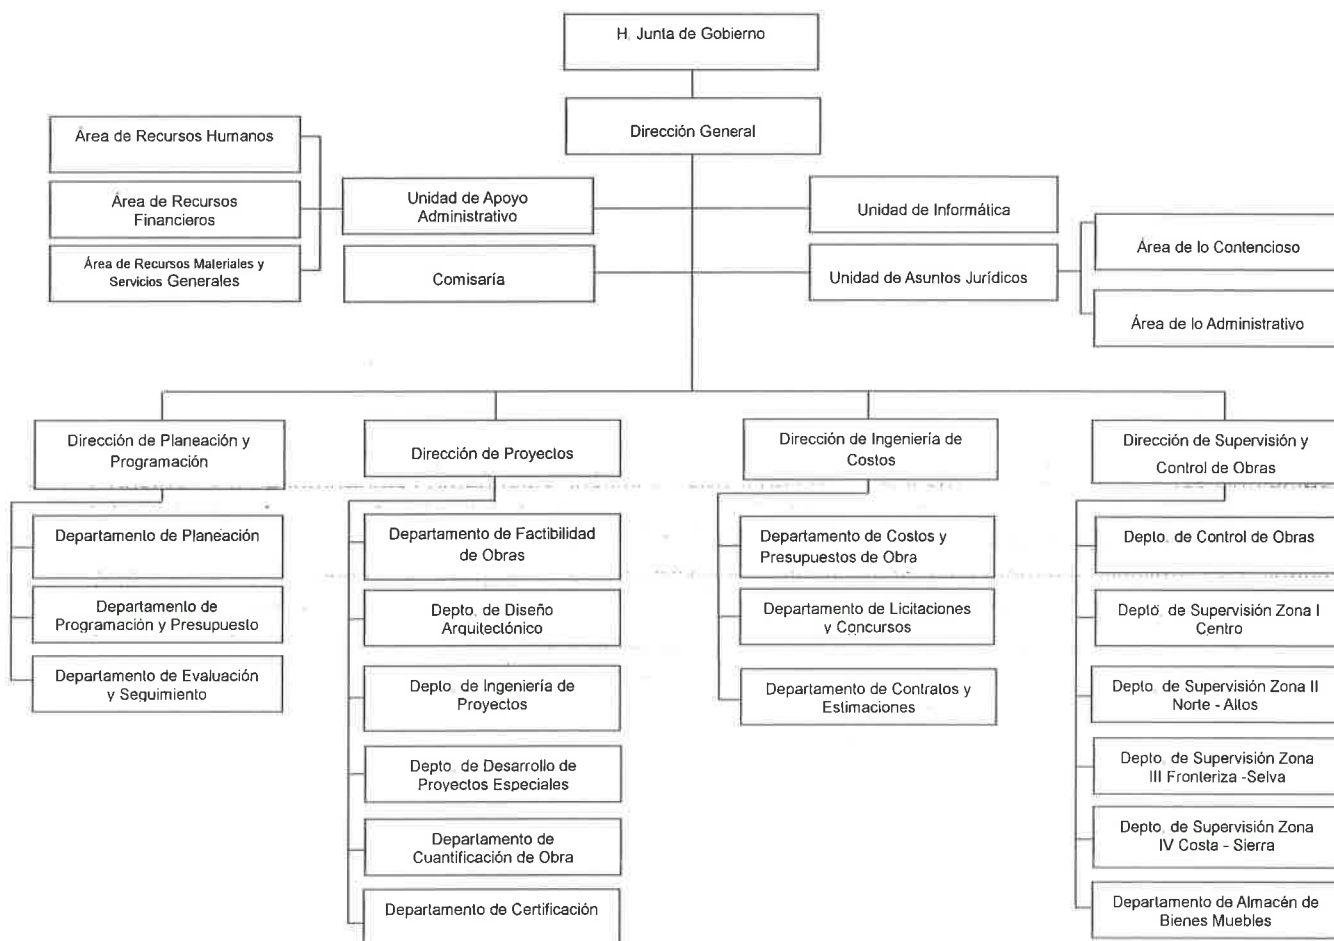 H. Junta de Gobierno
Dirección General
Área de Recursos Humanos
Área de Recursos
Financieros
Área de Recursos Materiales y
Servicios Generales
Unidad de Apoyo
Administrativo
Comisaría
Unidad de Informática
Unidad de Asuntos Jurídicos
Área de lo Contencioso
Área de lo Administrativo
Dirección de Planeación y
Programación
Departamento de Planeación
Departamento de
Programación y Presupuesto
Departamento de Evaluación
y Seguimiento
Dirección de Proyectos
Departamento de Factibilidad
de Obras
Depto. de Diseño
Arquitectónico
Depto. de Ingeniería de
Proyectos
Depto. de Desarrollo de
Proyectos Especiales
Departamento de
Cuantificación de Obra
Departamento de Certificación
Dirección de Ingeniería de
Costos
Departamento de Costos y
Presupuestos de Obra
Departamento de Licitaciones
y Concursos
Departamento de Contratos y
Estimaciones
Dirección de Supervisión y
Control de Obras
Depto. de Control de Obras
Depto. de Supervisión Zona I
Centro
Depto. de Supervisión Zona II
Norte - Altos
Depto. de Supervisión Zona
III Fronteriza -Selva
Depto. de Supervisión Zona
IV Costa - Sierra
Departamento de Almacén de
Bienes Muebles